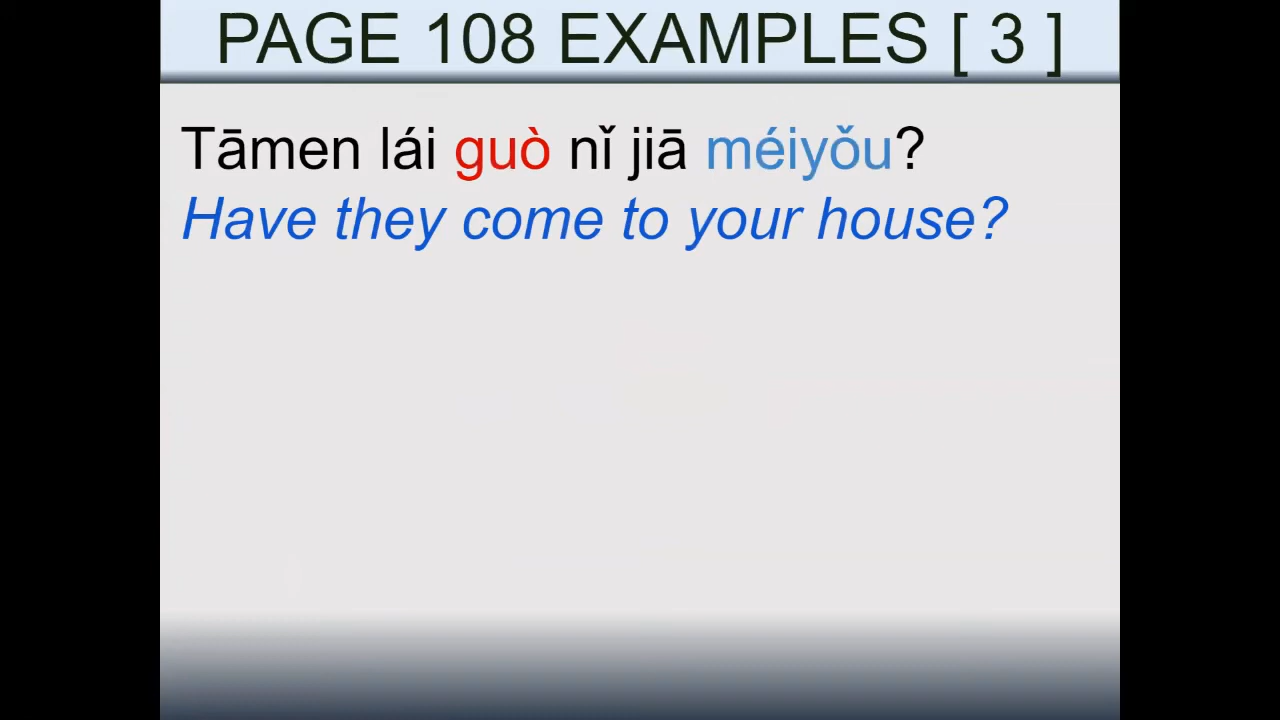 PAGE 108 EXAMPLES [ 3 ]
Tāmen lái guò nǐ jiā méiyǒu?
Have they come to your house?